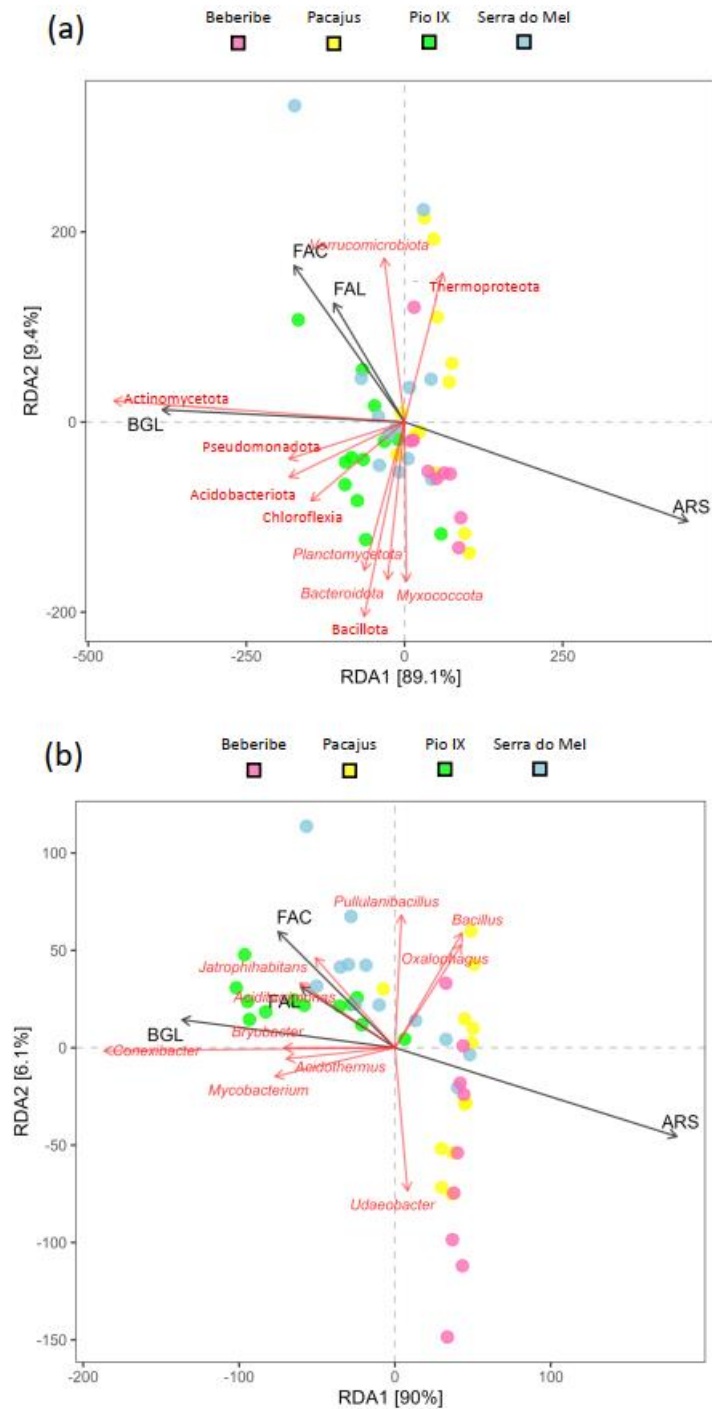 (a)
Beberibe Pacajus Pio IX Serra do Mel
200
0
-200
RDA2 [9.4%]
Verrucomicrobiota
FAC
FAL
Thermoproteota
Actinomycetota
BGL
Pseudomonadota
Acidobacteriota
Chloroflexia
ARS
Planctomycetota
Bacteroidota
Myxococcota
Bacillota
-500 -250 0 250
RDA1 [89.1%]
(b)
Beberibe Pacajus Pio IX Serra do Mel
100
50
0
-50
-100
-150
RDA2 [6.1%]
Pullulanibacillus
FAC
Bacillus
Oxalophagus
Jatrophihabitans
FAL
BGL
Bryobacter
Conexibacter
Acidothermus
Mycobacterium
ARS
Udaeobacter
-200 -100 0 100
RDA1 [90%]